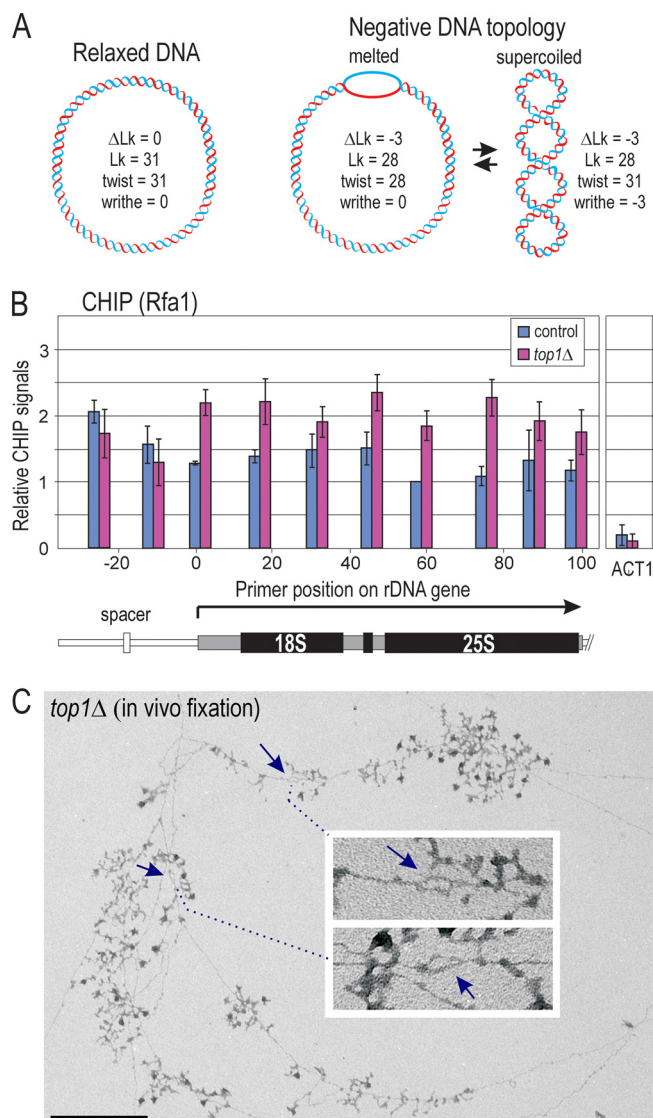 A
Relaxed DNA
Negative DNA topology
melted
supercoiled
ΔLk = 0
Lk = 31
twist = 31
writhe = 0
ΔLk = -3
Lk = 28
twist = 28
writhe = 0
ΔLk = -3
Lk = 28
twist = 31
writhe = -3
B
CHIP (Rfa1)
control
top1Δ
Relative CHIP signals
3
2
1
0
-20
0
20
40
60
80
100
ACT1
Primer position on rDNA gene
spacer
18S
25S
C
top1Δ (in vivo fixation)